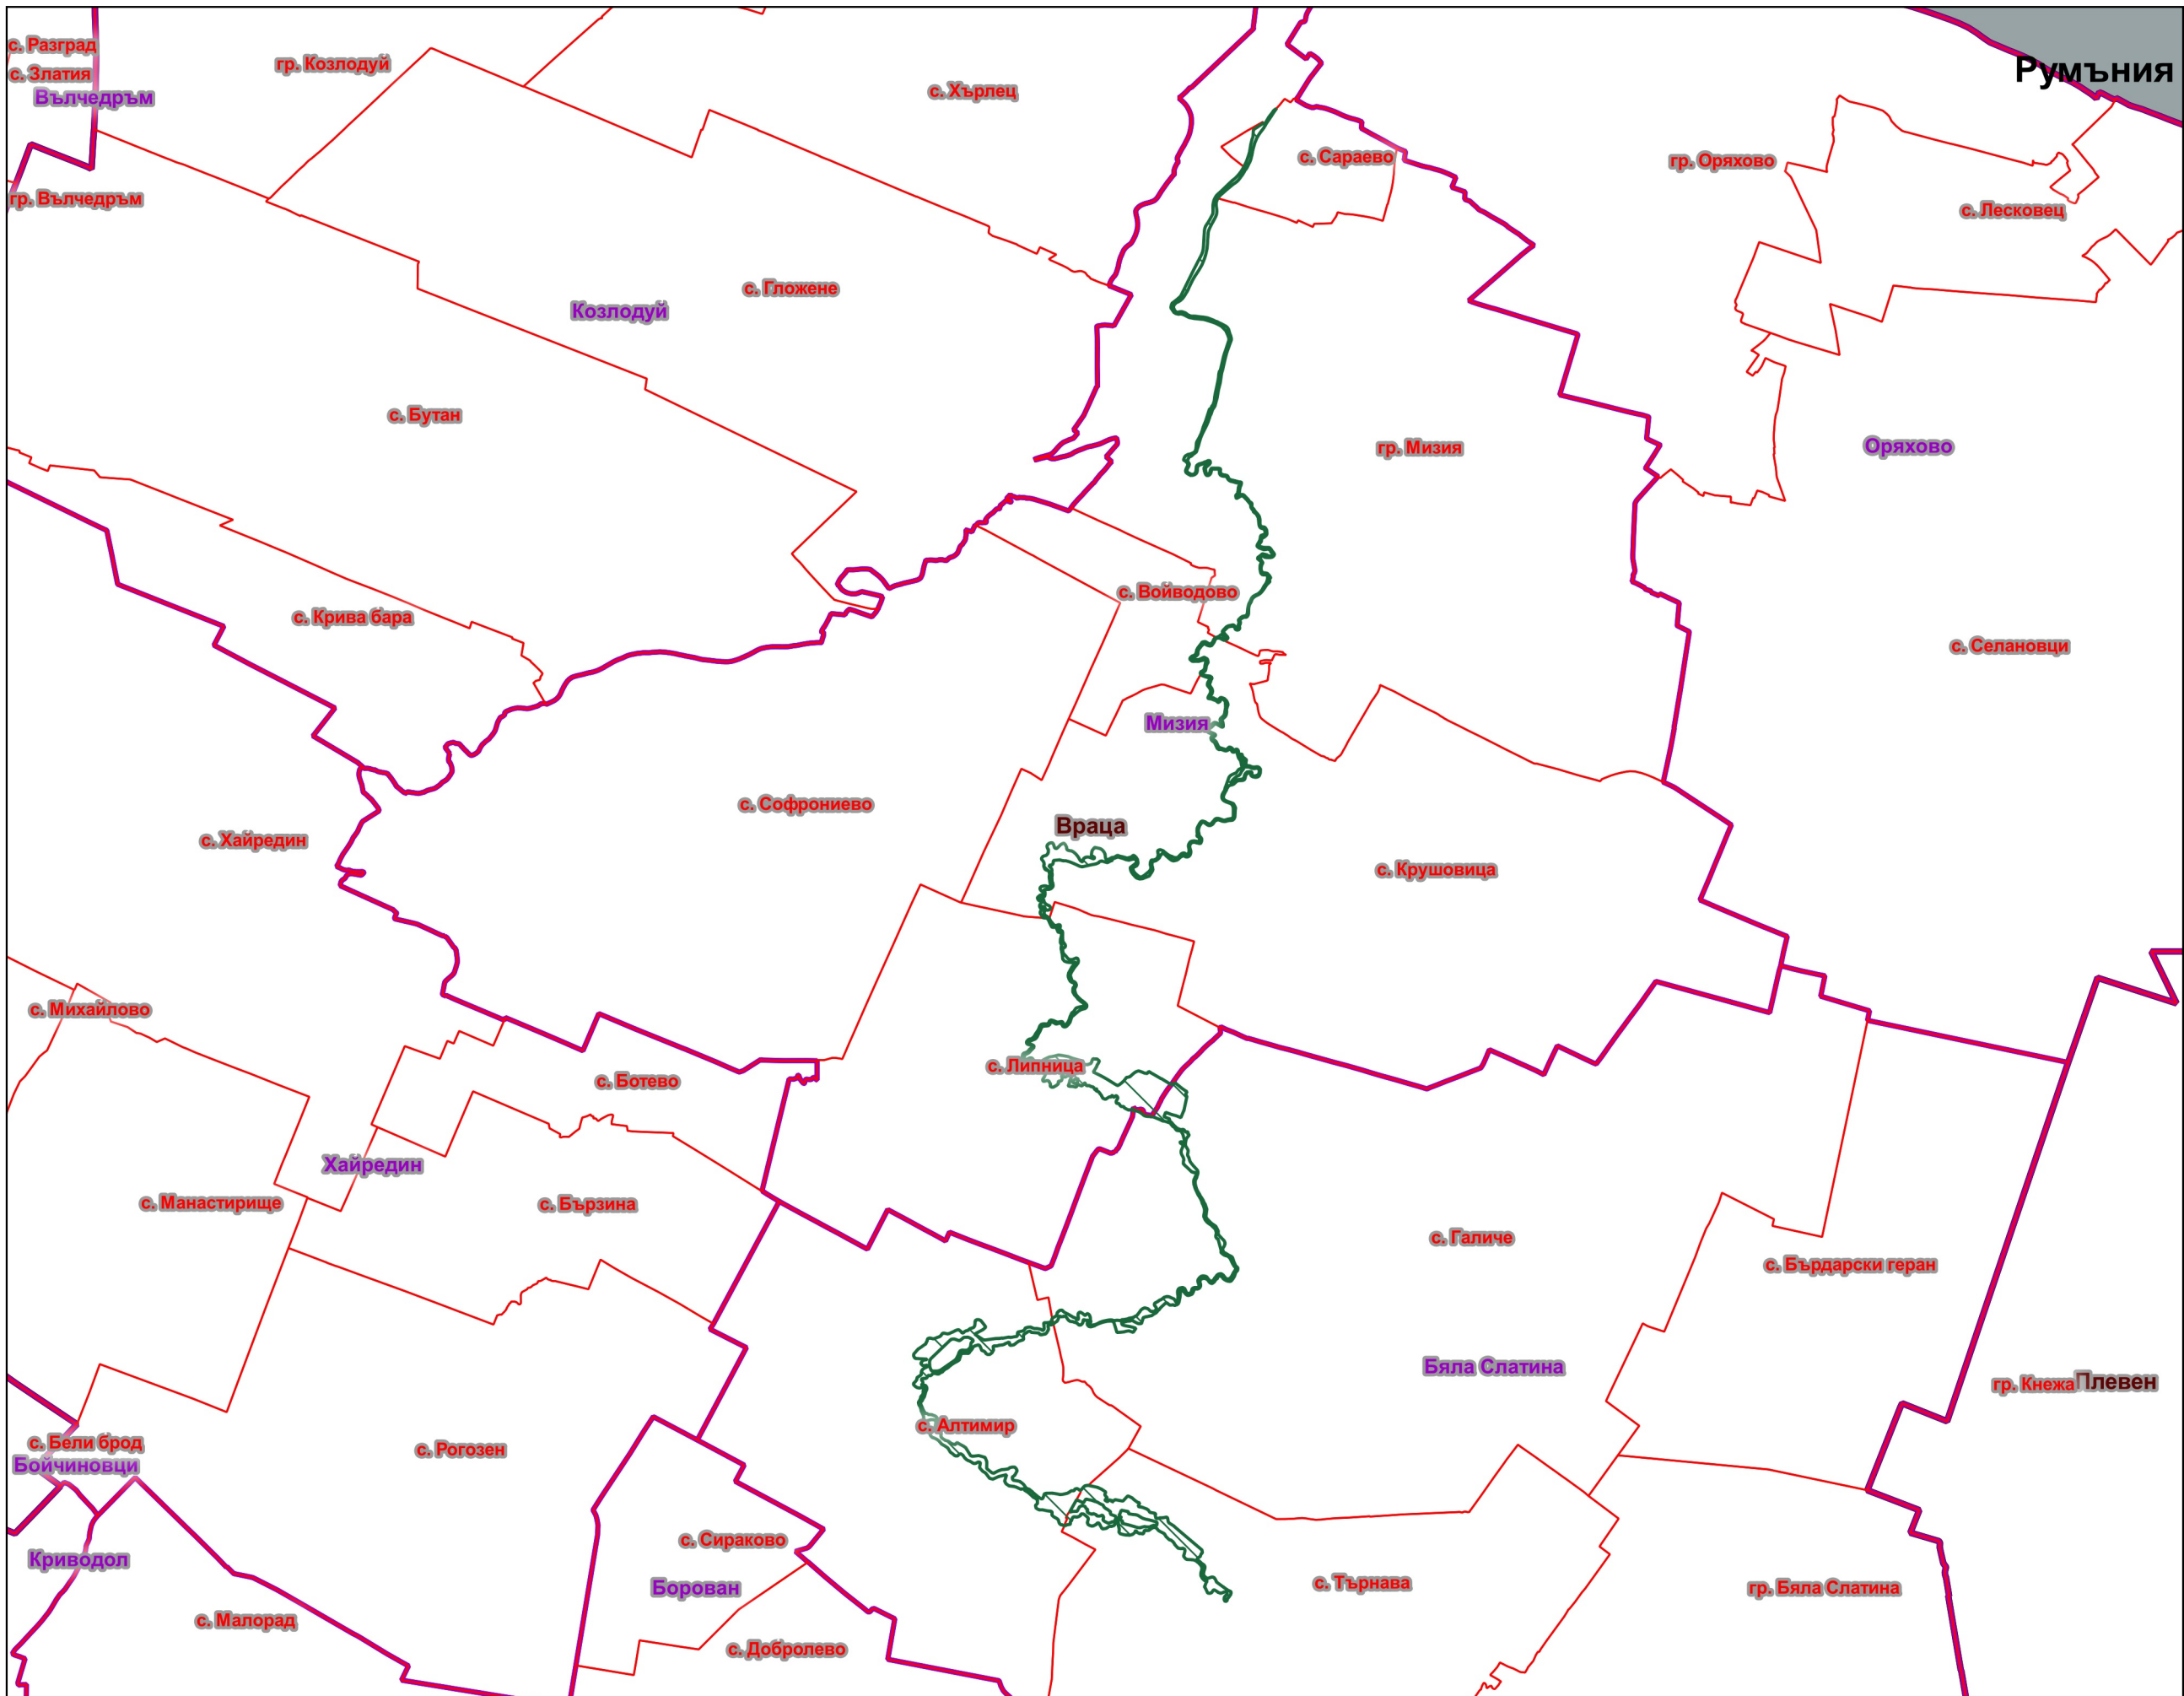 с. Разград
гр. Козлодуй
Румъния
с. Златия
с. Хърлец
Вълчедръм
с. Сараево
гр. Оряхово
гр. Вълчедръм
с. Лесковец
с. Гложене
Козлодуй
с. Бутан
гр. Мизия
Оряхово
с. Войводово
с. Крива бара
с. Селановци
Мизия
с. Софрониево
Враца
с. Хайредин
с. Крушовица
с. Михайлово
с. Липница
с. Ботево
Хайредин
с. Манастирище
с. Бързина
с. Галиче
с. Бърдарски геран
Бяла Слатина
гр. Кнежа
Плевен
с. Алтимир
с. Бели брод
с. Рогозен
Бойчиновци
с. Сираково
Криводол
с. Търнава
Борован
гр. Бяла Слатина
с. Малорад
с. Добролево